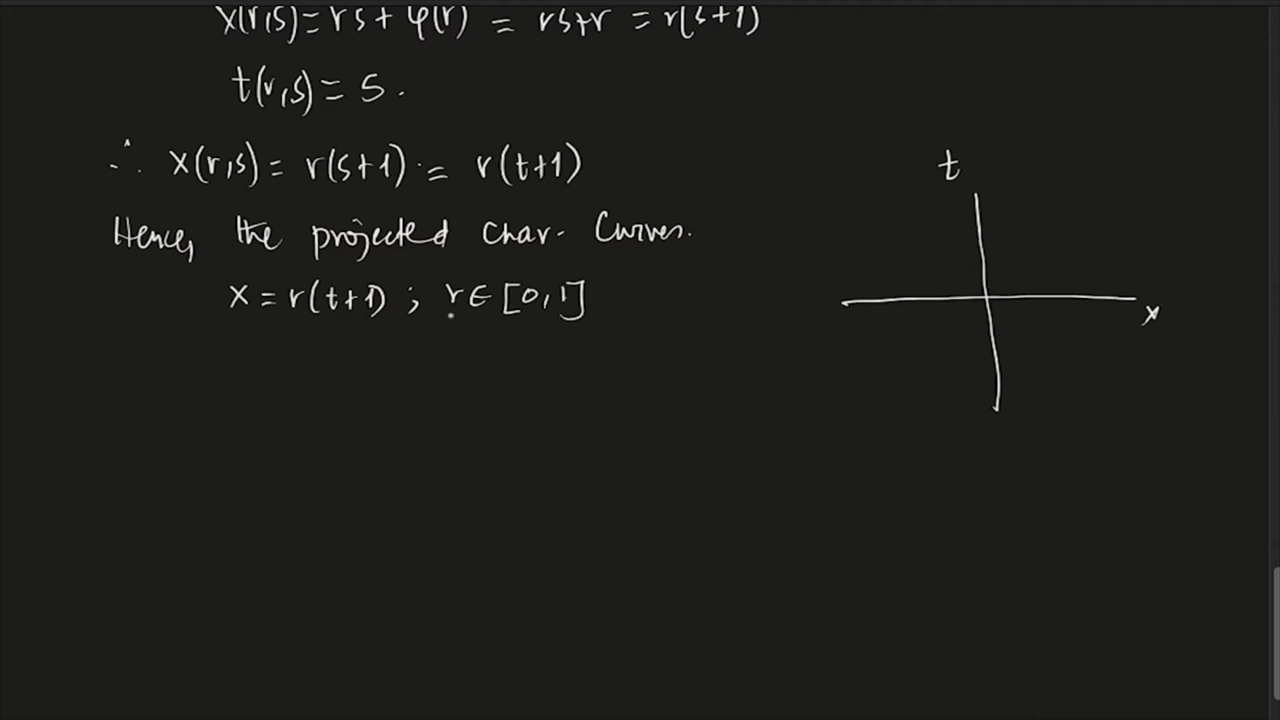 x(r,s) = rs + φ(r) = rs+r = r(s+1)
t(r,s) = s.
∴ x(r,s) = r(s+1) . = r(t+1)
Hence, the projected char. Curves.
x = r(t+1) ; r ∈ [0,1]
t
x